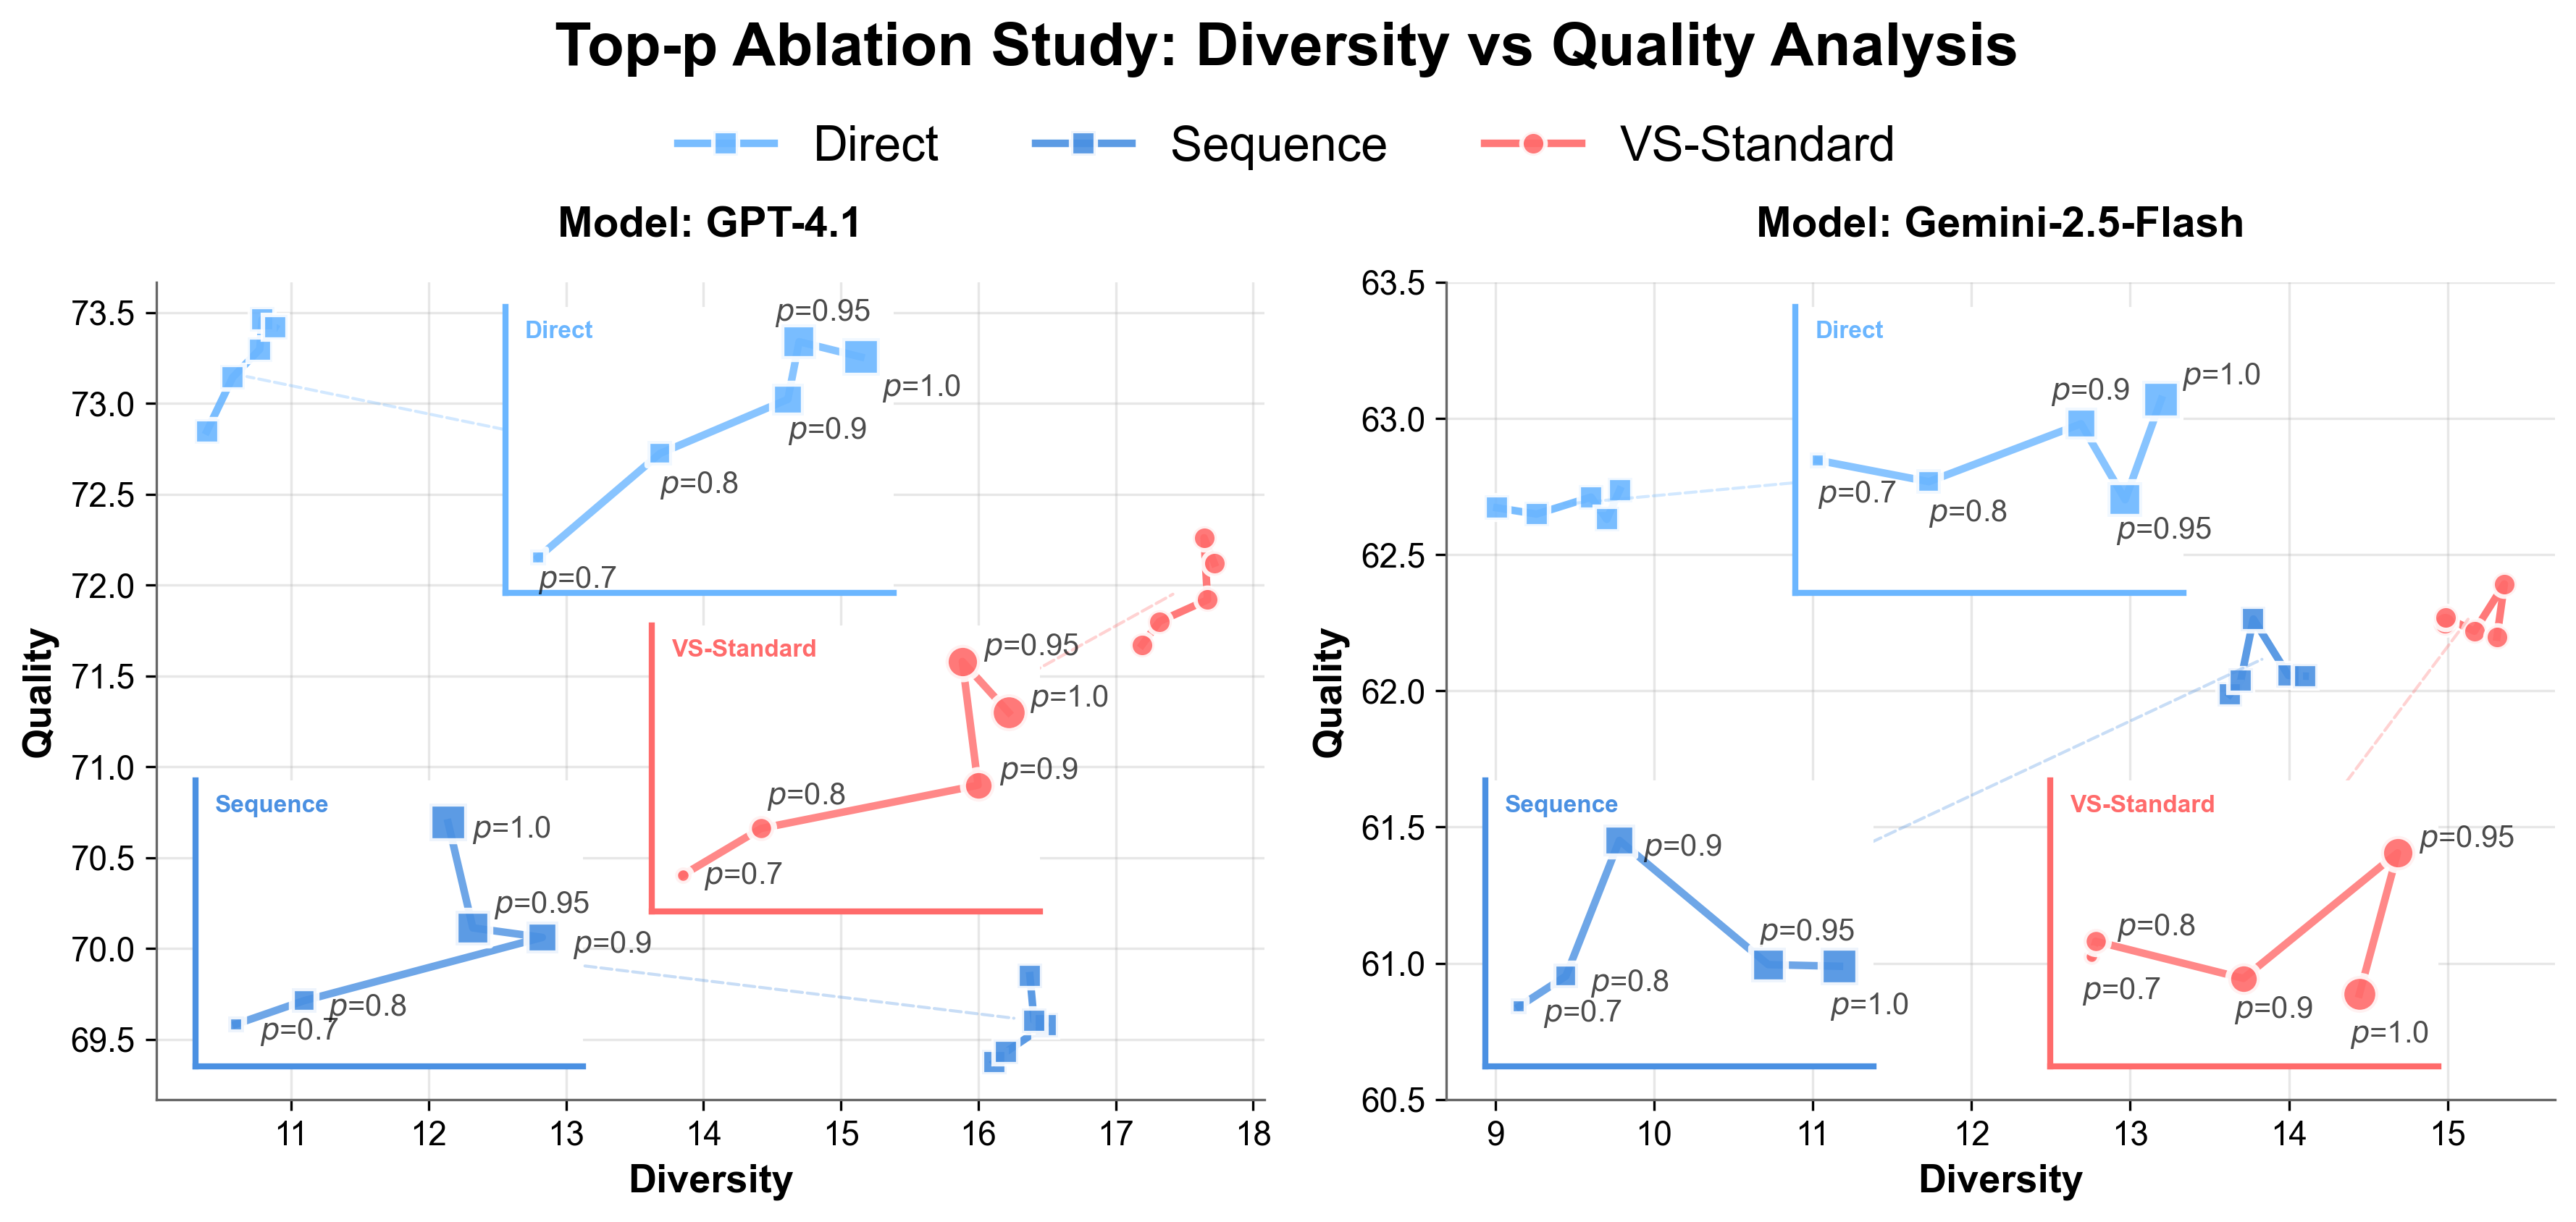 Top-p Ablation Study: Diversity vs Quality Analysis
Direct Sequence VS-Standard
Model: GPT-4.1
73.5
73.0
72.5
72.0
71.5
71.0
70.5
70.0
69.5
Quality
11 12 13 14 15 16 17 18
Diversity
Direct
p=0.95
p=1.0
p=0.9
p=0.8
p=0.7
VS-Standard
p=0.95
p=1.0
p=0.9
p=0.8
p=0.7
Sequence
p=1.0
p=0.95
p=0.9
p=0.8
p=0.7
Model: Gemini-2.5-Flash
63.5
63.0
62.5
62.0
61.5
61.0
60.5
Quality
9 10 11 12 13 14 15
Diversity
Direct
p=1.0
p=0.9
p=0.7
p=0.8
p=0.95
Sequence
p=0.9
p=0.95
p=0.8
p=0.7
p=1.0
VS-Standard
p=0.95
p=0.8
p=0.7
p=0.9
p=1.0